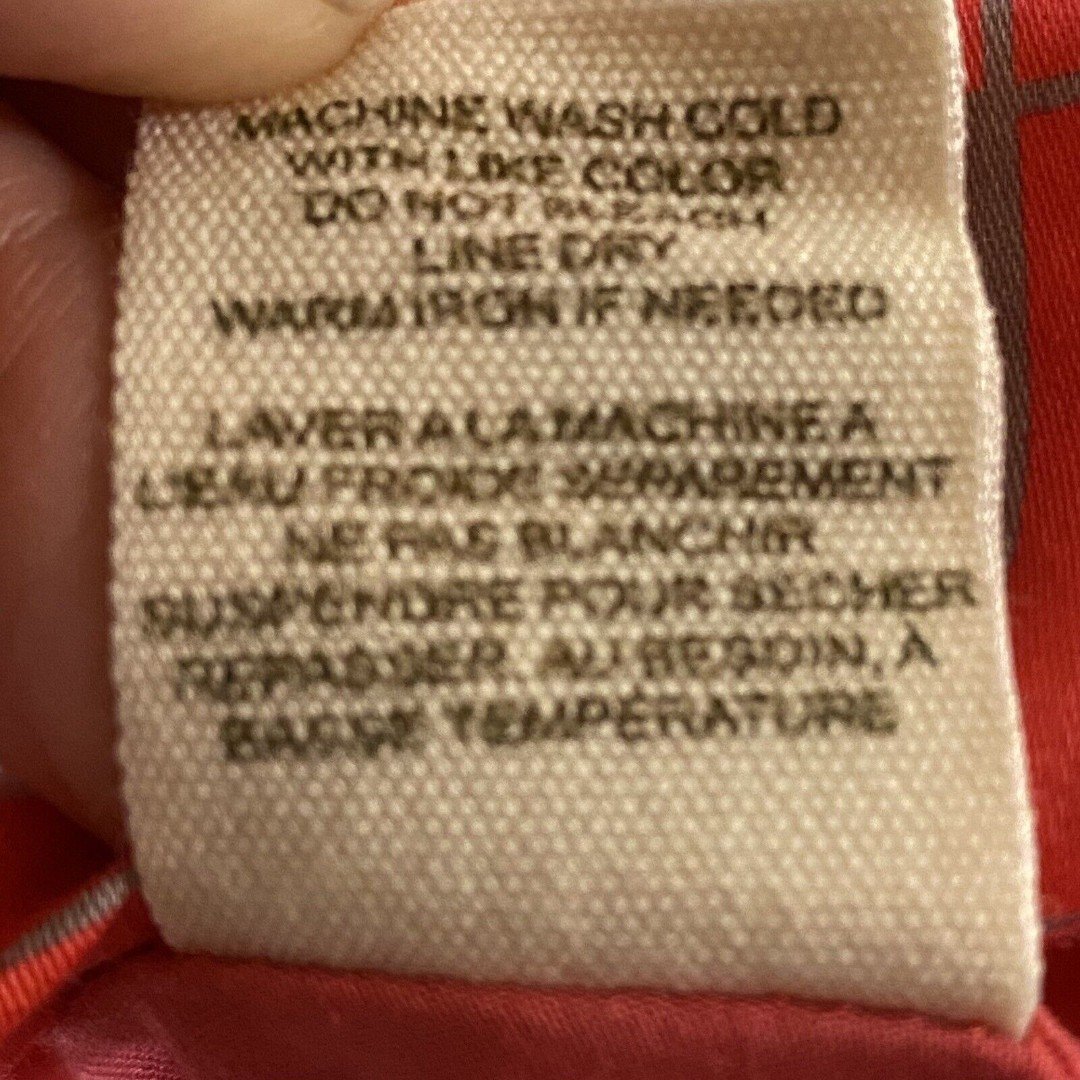 MACHINE WASH COLD
WITH LIKE COLOR
DO NOT BLEACH
LINE DRY
WARM IRON IF NEEDED
LAVER A LA MACHINE A
L'EAU FROIDE SEPAREMENT
NE PAS BLANCHIR
SUSPENDRE POUR SECHER
REPASSER, AU BESOIN, À
BASSE TEMPÉRATURE